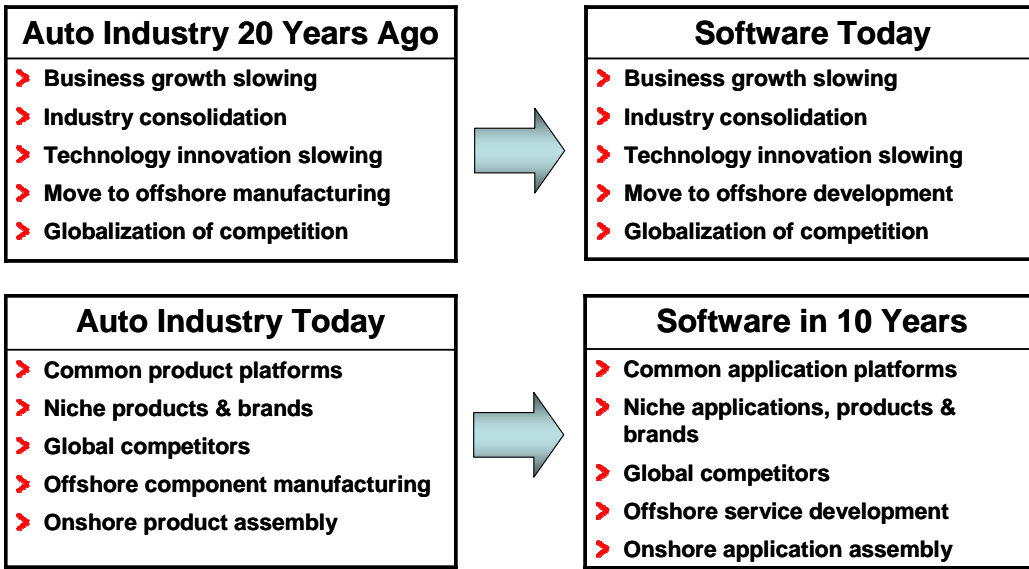 Auto Industry 20 Years Ago
Business growth slowing
Industry consolidation
Technology innovation slowing
Move to offshore manufacturing
Globalization of competition
Software Today
Business growth slowing
Industry consolidation
Technology innovation slowing
Move to offshore development
Globalization of competition
Auto Industry Today
Common product platforms
Niche products & brands
Global competitors
Offshore component manufacturing
Onshore product assembly
Software in 10 Years
Common application platforms
Niche applications, products &
brands
Global competitors
Offshore service development
Onshore application assembly